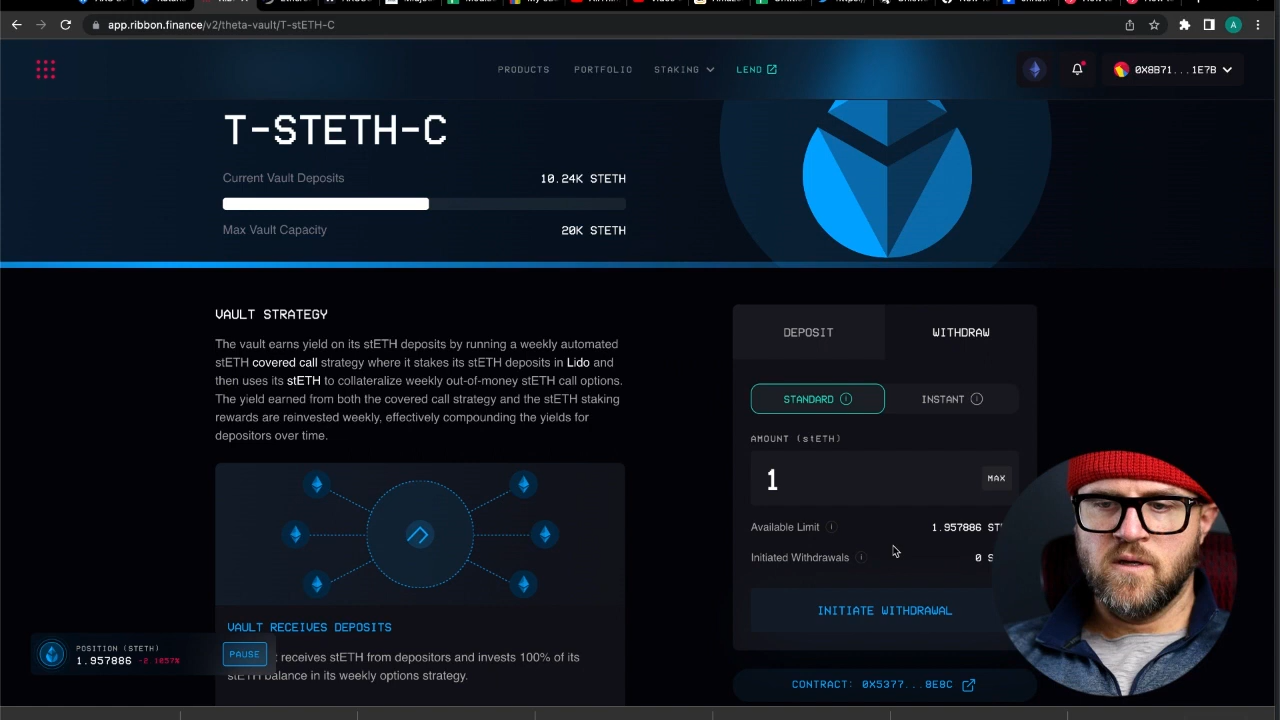 app.ribbon.finance/v2/theta-vault/T-stETH-C
A
PRODUCTS
PORTFOLIO
STAKING
LEND
0X8B71...1E7B
T-STETH-C
Current Vault Deposits
10.24K STETH
Max Vault Capacity
20K STETH
VAULT STRATEGY
The vault earns yield on its stETH deposits by running a weekly automated
stETH covered call strategy where it stakes its stETH deposits in Lido and
then uses its stETH to collateralize weekly out-of-money stETH call options.
The yield earned from both the covered call strategy and the stETH staking
rewards are reinvested weekly, effectively compounding the yields for
depositors over time.
VAULT RECEIVES DEPOSITS
receives stETH from depositors and invests 100% of its
stETH balance in its weekly options strategy.
POSITION (STETH)
1.957886 -2.1057%
PAUSE
DEPOSIT
WITHDRAW
STANDARD
INSTANT
AMOUNT (stETH)
1
MAX
Available Limit
1.957886
Initiated Withdrawals
0
INITIATE WITHDRAWAL
CONTRACT: 0X5377...8E8C